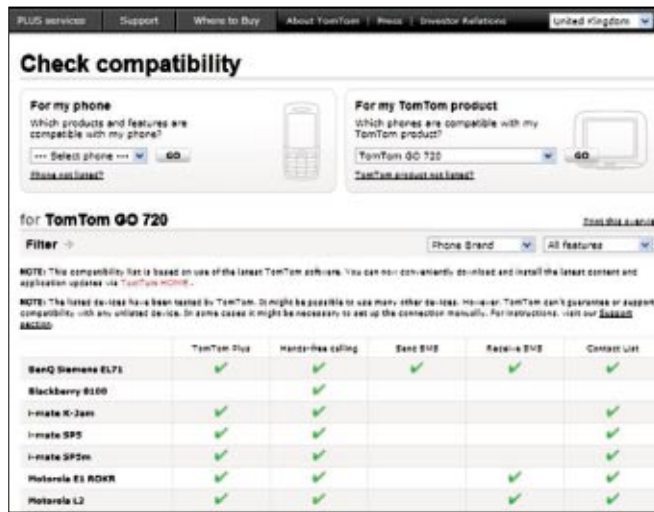 PLUS services Support Where to Buy About TomTom | Press | Investor Relations United Kingdom
Check compatibility
For my phone
Which products and features are
compatible with my phone?
--- Select phone --- GO
Phone not listed?
For my TomTom product
Which phones are compatible with my
TomTom product?
TomTom GO 720 GO
TomTom product not listed?
for TomTom GO 720
Print this
Filter Phone Brand All features
NOTE: This compatibility list is based on use of the latest TomTom software. You can now conveniently download and install the latest content and
application updates via TomTom HOME.
NOTE: The listed devices have been tested by TomTom. It might be possible to use many other devices. However, TomTom can't guarantee or support
compatibility with any unlisted device. In some cases it might be necessary to set up the connection manually. For instructions, visit our Support
section.
TomTom Plus Hands-free calling Send SMS Receive SMS Contact List
BenQ Siemens EL71
Blackberry 8100
i-mate K-Jam
i-mate SP5
i-mate SP5m
Motorola E1 ROKR
Motorola L2